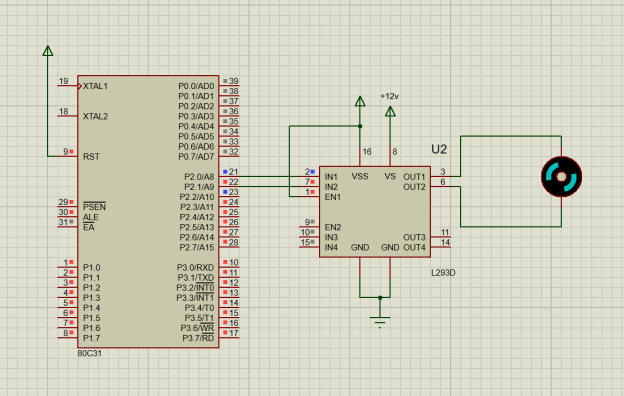 19 XTAL1 P0.0/AD0 39
P0.1/AD1 38
P0.2/AD2 37
18 XTAL2 P0.3/AD3 36
P0.4/AD4 35
P0.5/AD5 34
P0.6/AD6 33
9 RST P0.7/AD7 32
P2.0/A8 21
P2.1/A9 22
P2.2/A10 23
29 PSEN P2.3/A11 24
30 ALE P2.4/A12 25
31 EA P2.5/A13 26
P2.6/A14 27
P2.7/A15 28
1 P1.0 P3.0/RXD 10
2 P1.1 P3.1/TXD 11
3 P1.2 P3.2/INT0 12
4 P1.3 P3.3/INT1 13
5 P1.4 P3.4/T0 14
6 P1.5 P3.5/T1 15
7 P1.6 P3.6/WR 16
8 P1.7 P3.7/RD 17
80C31
+12v
U2
16 8
VSS VS
2 IN1 OUT1 3
7 IN2 OUT2 6
1 EN1
9 EN2
10 IN3 OUT3 11
15 IN4 GND GND OUT4 14
L293D